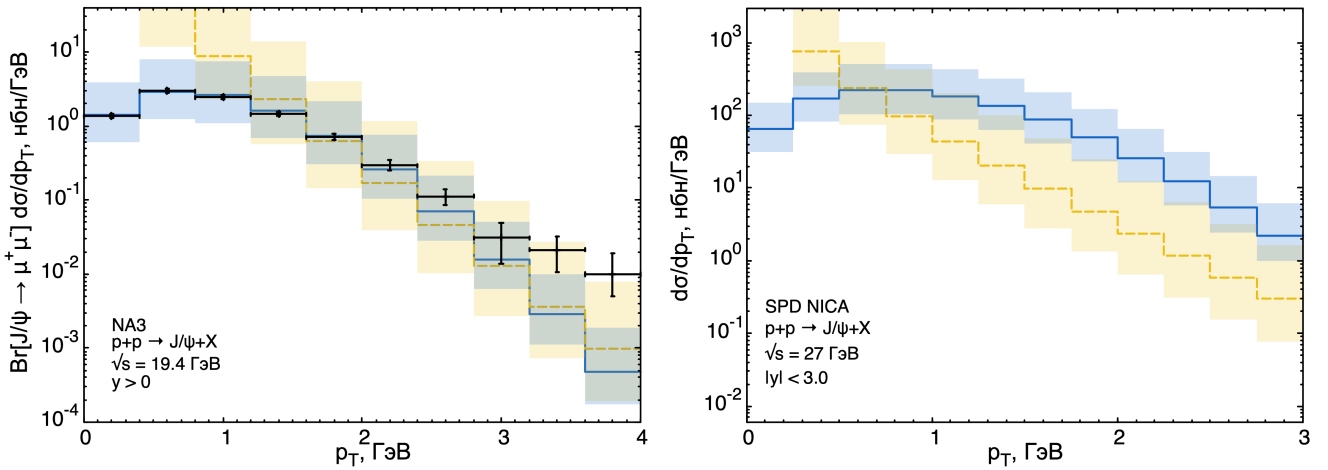 Br[J/ψ → μ⁺μ⁻] dσ/dp_T, нбн/ГэВ
10¹
10⁰
10⁻¹
10⁻²
10⁻³
10⁻⁴
NA3
p+p → J/ψ+X
√s = 19.4 ГэВ
y > 0
0 1 2 3 4
p_T, ГэВ
dσ/dp_T, нбн/ГэВ
10³
10²
10¹
10⁰
10⁻¹
10⁻²
SPD NICA
p+p → J/ψ+X
√s = 27 ГэВ
|y| < 3.0
0 1 2 3
p_T, ГэВ